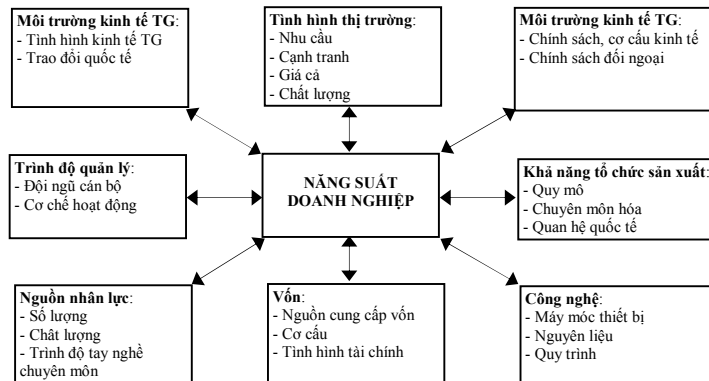 Môi trường kinh tế TG:
- Tình hình kinh tế TG
- Trao đổi quốc tế
Tình hình thị trường:
- Nhu cầu
- Cạnh tranh
- Giá cả
- Chất lượng
Môi trường kinh tế TG:
- Chính sách, cơ cấu kinh tế
- Chính sách đối ngoại
Trình độ quản lý:
- Đội ngũ cán bộ
- Cơ chế hoạt động
NĂNG SUẤT
DOANH NGHIỆP
Khả năng tổ chức sản xuất:
- Quy mô
- Chuyên môn hóa
- Quan hệ quốc tế
Nguồn nhân lực:
- Số lượng
- Chât lượng
- Trình độ tay nghề
chuyên môn
Vốn:
- Nguồn cung cấp vốn
- Cơ cấu
- Tình hình tài chính
Công nghệ:
- Máy móc thiết bị
- Nguyên liệu
- Quy trình